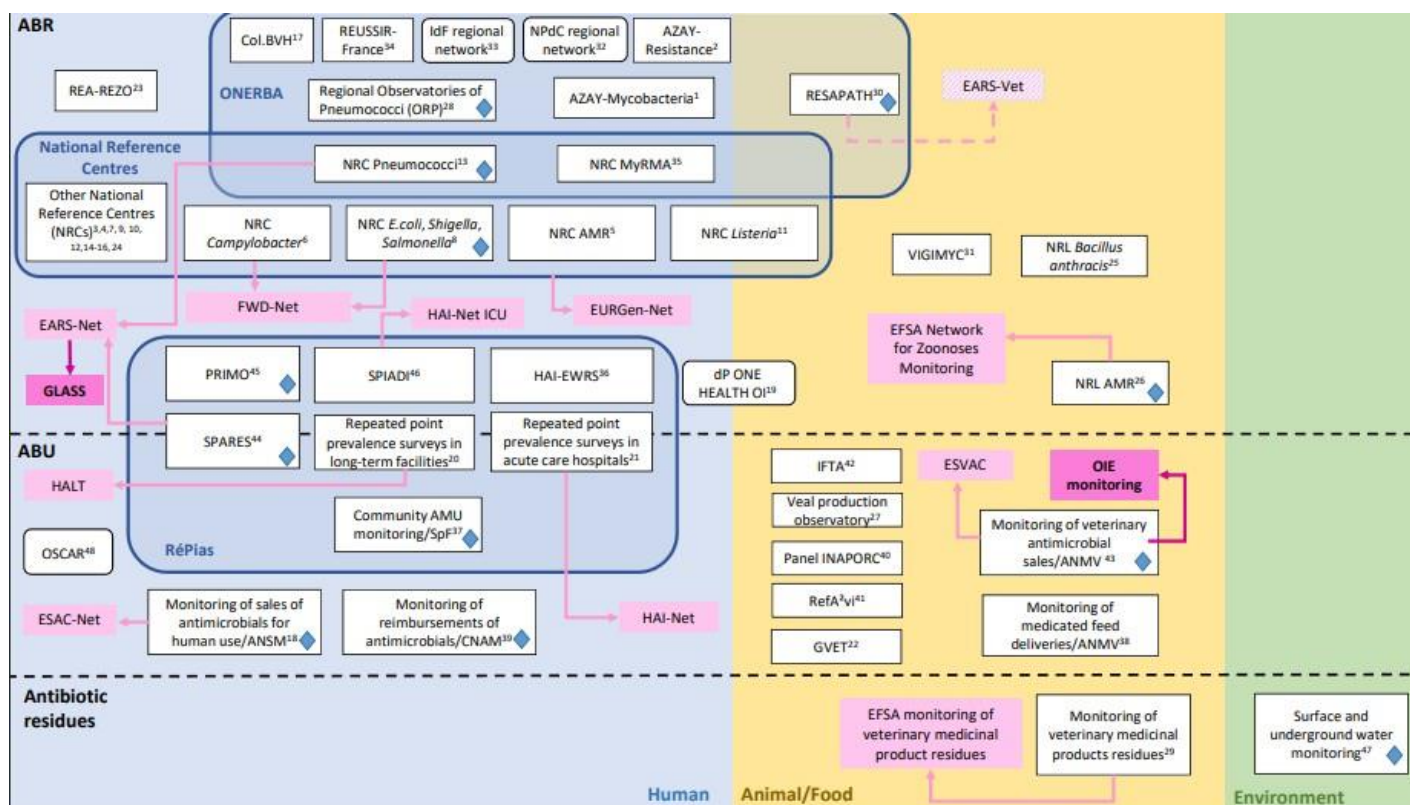 ABR
Col.BVH¹⁷
REUSSIR-
France³⁴
IdF regional
network³³
NPdC regional
network³²
AZAY-
Resistance²
REA-REZO²³
ONERBA
Regional Observatories of
Pneumococci (ORP)²⁸
AZAY-Mycobacteria¹
RESAPATH³⁰
EARS-Vet
National Reference
Centres
NRC Pneumococci¹³
NRC MyRMA³⁵
Other National
Reference Centres
(NRCs)³,⁴,⁷, ⁹, ¹⁰,
¹²,¹⁴⁻¹⁶, ²⁴
NRC
Campylobacter⁶
NRC E.coli, Shigella,
Salmonella⁸
NRC AMR⁵
NRC Listeria¹¹
VIGIMYC³¹
NRL Bacillus
anthracis²⁵
FWD-Net
HAI-Net ICU
EURGen-Net
EARS-Net
EFSA Network
for Zoonoses
Monitoring
GLASS
PRIMO⁴⁵
SPIADI⁴⁶
HAI-EWRS³⁶
dP ONE
HEALTH OI¹⁹
NRL AMR²⁶
SPARES⁴⁴
Repeated point
prevalence surveys in
long-term facilities²⁰
Repeated point
prevalence surveys in
acute care hospitals²¹
ABU
HALT
IFTA⁴²
ESVAC
OIE
monitoring
Veal production
observatory²⁷
Community AMU
monitoring/SpF³⁷
Monitoring of
veterinary
antimicrobial
sales/ANMV ⁴³
OSCAR⁴⁸
RéPias
Panel INAPORC⁴⁰
RefA²vi⁴¹
ESAC-Net
Monitoring of sales of
antimicrobials for
human use/ANSM¹⁸
Monitoring of
reimbursements of
antimicrobials/CNAM³⁹
HAI-Net
GVET²²
Monitoring of
medicated feed
deliveries/ANMV³⁸
Antibiotic
residues
EFSA monitoring of
veterinary medicinal
product residues
Monitoring of
veterinary medicinal
products residues²⁹
Surface and
underground water
monitoring⁴⁷
Human
Animal/Food
Environment